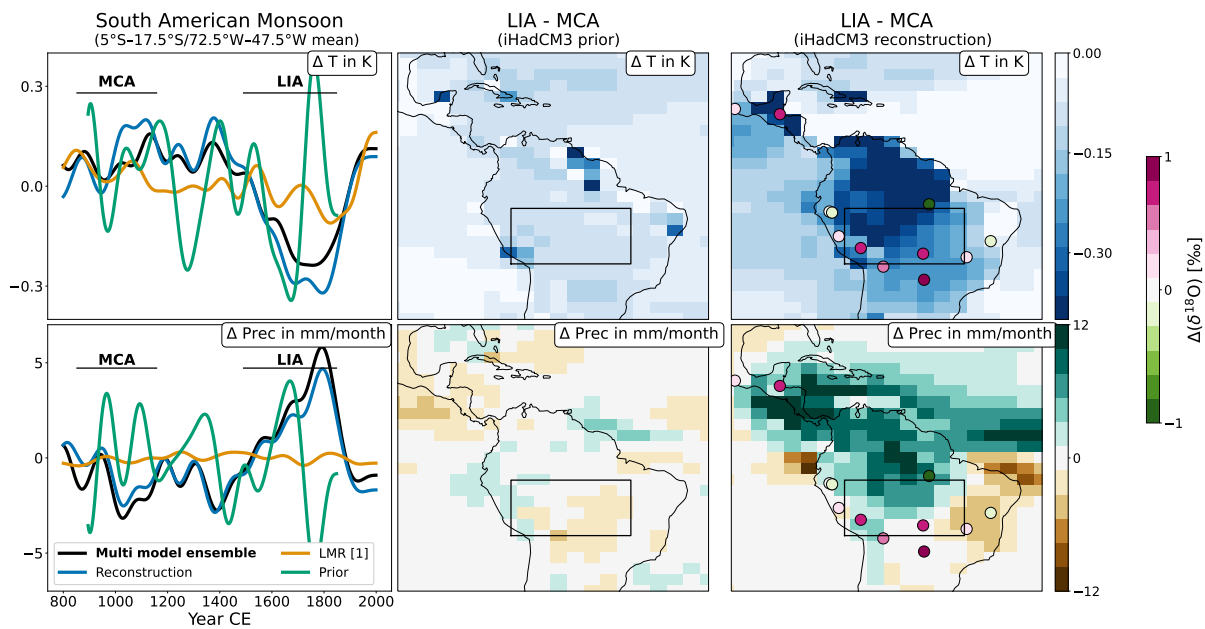 South American Monsoon
(5°S–17.5°S/72.5°W–47.5°W mean)
LIA - MCA
(iHadCM3 prior)
LIA - MCA
(iHadCM3 reconstruction)
Δ T in K
MCA
LIA
0.3
0.0
−0.3
Δ T in K
Δ T in K
0.00
−0.15
−0.30
Δ Prec in mm/month
MCA
LIA
5
0
−5
Multi model ensemble
Reconstruction
LMR [1]
Prior
800 1000 1200 1400 1600 1800 2000
Year CE
Δ Prec in mm/month
Δ Prec in mm/month
12
0
−12
1
0
−1
Δ(δ¹⁸O) [‰]